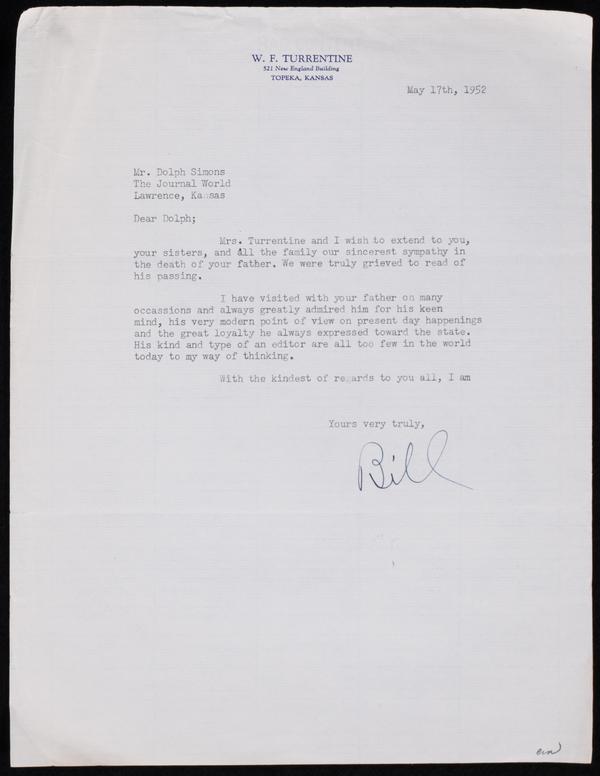 W. F. TURRENTINE
521 New England Building
TOPEKA, KANSAS
May 17th, 1952
Mr. Dolph Simons
The Journal World
Lawrence, Kansas
Dear Dolph;
Mrs. Turrentine and I wish to extend to you,
your sisters, and all the family our sincerest sympathy in
the death of your father. We were truly grieved to read of
his passing.
I have visited with your father on many
occassions and always greatly admired him for his keen
mind, his very modern point of view on present day happenings
and the great loyalty he always expressed toward the state.
His kind and type of an editor are all too few in the world
today to my way of thinking.
With the kindest of regards to you all, I am
Yours very truly,
Bill